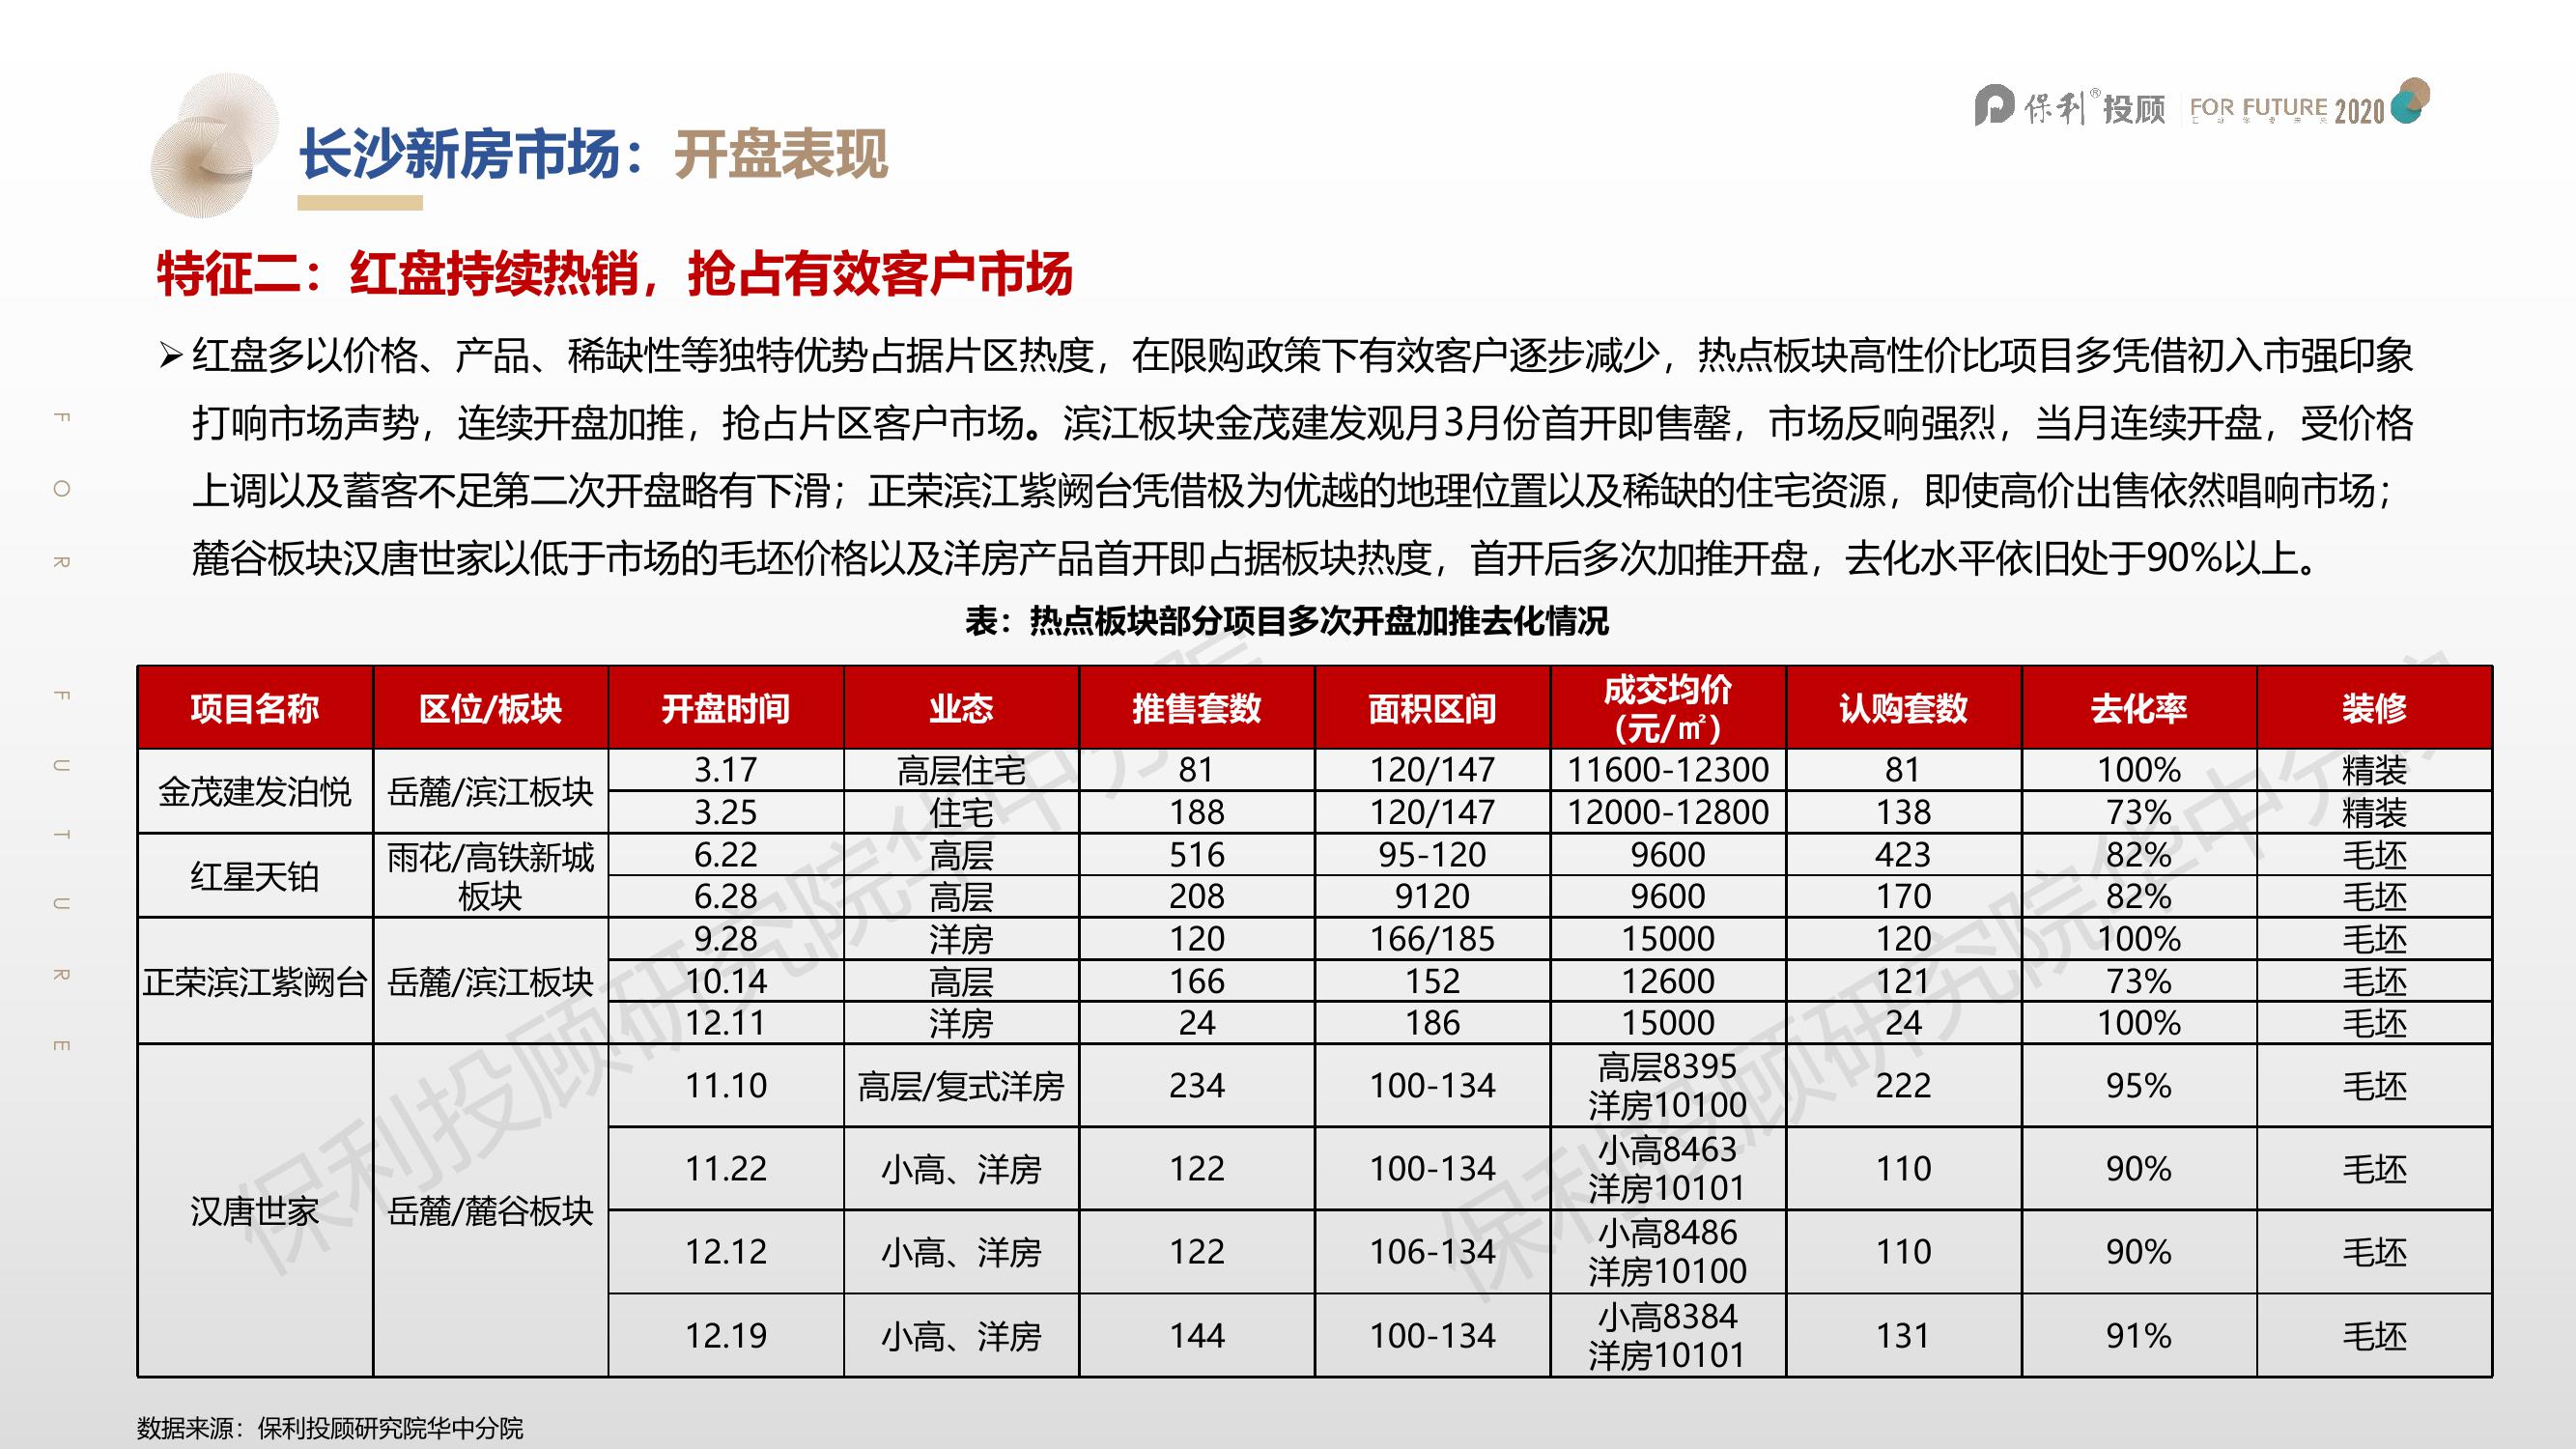 保利®投顾 FOR FUTURE 2020
长沙新房市场：开盘表现
特征二：红盘持续热销，抢占有效客户市场
➢红盘多以价格、产品、稀缺性等独特优势占据片区热度，在限购政策下有效客户逐步减少，热点板块高性价比项目多凭借初入市强印象
打响市场声势，连续开盘加推，抢占片区客户市场。滨江板块金茂建发观月3月份首开即售罄，市场反响强烈，当月连续开盘，受价格
上调以及蓄客不足第二次开盘略有下滑；正荣滨江紫阙台凭借极为优越的地理位置以及稀缺的住宅资源，即使高价出售依然唱响市场；
麓谷板块汉唐世家以低于市场的毛坯价格以及洋房产品首开即占据板块热度，首开后多次加推开盘，去化水平依旧处于90%以上。
表：热点板块部分项目多次开盘加推去化情况
项目名称 区位/板块 开盘时间 业态 推售套数 面积区间 成交均价（元/㎡） 认购套数 去化率 装修
金茂建发泊悦 岳麓/滨江板块 3.17 高层住宅 81 120/147 11600-12300 81 100% 精装
3.25 住宅 188 120/147 12000-12800 138 73% 精装
红星天铂 雨花/高铁新城板块 6.22 高层 516 95-120 9600 423 82% 毛坯
6.28 高层 208 9120 9600 170 82% 毛坯
正荣滨江紫阙台 岳麓/滨江板块 9.28 洋房 120 166/185 15000 120 100% 毛坯
10.14 高层 166 152 12600 121 73% 毛坯
12.11 洋房 24 186 15000 24 100% 毛坯
汉唐世家 岳麓/麓谷板块 11.10 高层/复式洋房 234 100-134 高层8395 洋房10100 222 95% 毛坯
11.22 小高、洋房 122 100-134 小高8463 洋房10101 110 90% 毛坯
12.12 小高、洋房 122 106-134 小高8486 洋房10100 110 90% 毛坯
12.19 小高、洋房 144 100-134 小高8384 洋房10101 131 91% 毛坯
数据来源：保利投顾研究院华中分院
FOR FUTURE
保利投顾研究院华中分院
保利投顾研究院华中分院